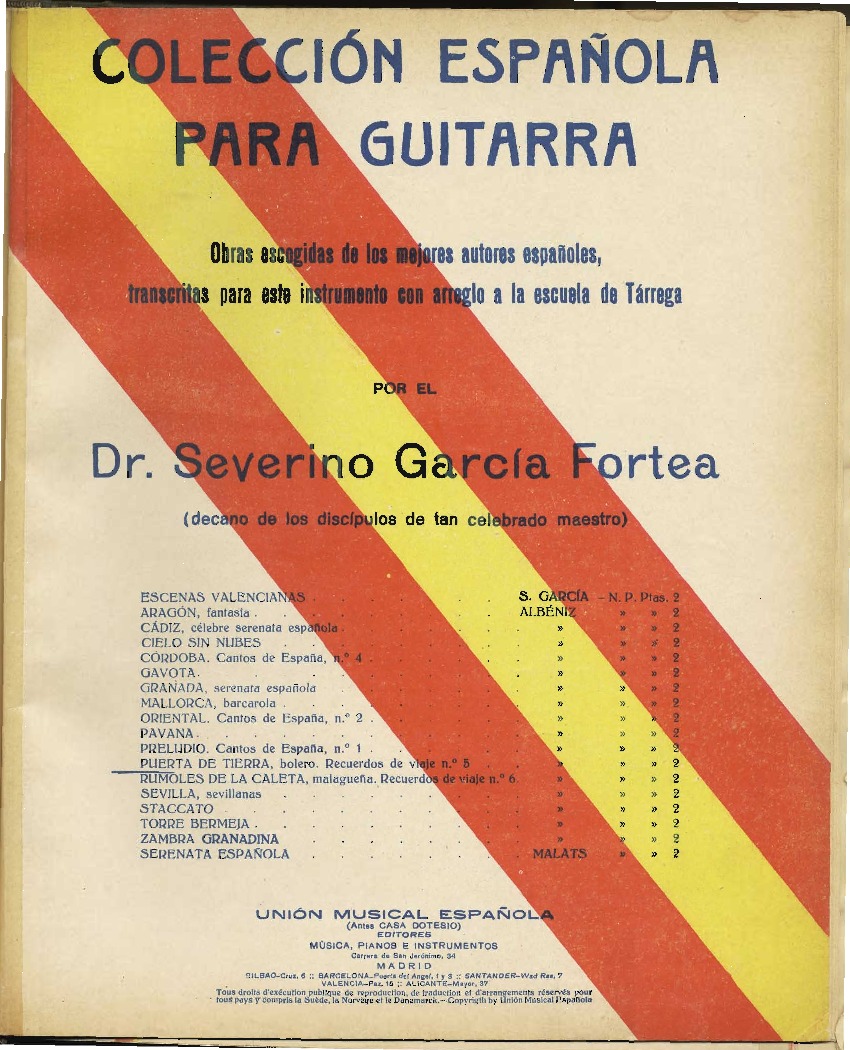 COLECCIÓN ESPAÑOLA
PARA GUITARRA
Obras escogidas de los mejores autores españoles,
transcritas para este instrumento con arreglo a la escuela de Tárrega
POR EL
Dr. Severino García Fortea
(decano de los discípulos de tan celebrado maestro)
ESCENAS VALENCIANAS . . . . . . . S. GARCÍA – N. P. Ptas. 2
ARAGÓN, fantasía . . . . . . . . ALBÉNIZ » » 2
CÁDIZ, célebre serenata española . . . . . . » » » 2
CIELO SIN NUBES . . . . . . . » » » 2
CÓRDOBA. Cantos de España, n.º 4 . . . . . » » » 2
GAVOTA . . . . . . . . . » » » 2
GRANADA, serenata española . . . . . . » » » 2
MALLORCA, barcarola . . . . . . . » » » 2
ORIENTAL. Cantos de España, n.º 2 . . . . . » » » 2
PAVANA . . . . . . . . . » » » 2
PRELUDIO. Cantos de España, n.º 1 . . . . . » » » 2
PUERTA DE TIERRA, bolero. Recuerdos de viaje n.º 5 . . » » » 2
RUMOLES DE LA CALETA, malagueña. Recuerdos de viaje n.º 6. » » » 2
SEVILLA, sevillanas . . . . . . . » » » 2
STACCATO . . . . . . . . » » » 2
TORRE BERMEJA . . . . . . . . » » » 2
ZAMBRA GRANADINA . . . . . . » » » 2
SERENATA ESPAÑOLA . . . . . . MALATS » » 2
UNIÓN MUSICAL ESPAÑOLA
(Antes CASA DOTESIO)
EDITORES
MÚSICA, PIANOS E INSTRUMENTOS
Carrera de San Jerónimo, 34
MADRID
BILBAO–Cruz, 6 :: BARCELONA–Puerta del Angel, 1 y 3 :: SANTANDER–Wad Ras, 7
VALENCIA–Paz, 15 :: ALICANTE–Mayor, 37
Tous droits d'exécution publique de reproduction, de traduction et d'arrangements réservés pour
tous pays y compris la Suède, la Norvège et le Danemarck. – Copyrigth by Unión Musical Española